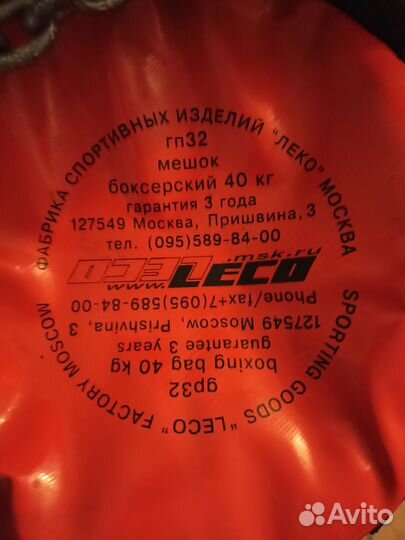 ФАБРИКА СПОРТИВНЫХ ИЗДЕЛИЙ "ЛЕКО" МОСКВА
гп32
мешок
боксерский 40 кг
гарантия 3 года
127549 Москва, Пришвина,3
тел. (095)589-84-00
www.LECO.msk.ru
LECO
SPORTING GOODS "LECO" FACTORY MOSCOW
gp32
boxing bag 40 kg
guarantee 3 years
127549 Moscow, Prishvina, 3
Phone/fax+7(095)589-84-00
Avito